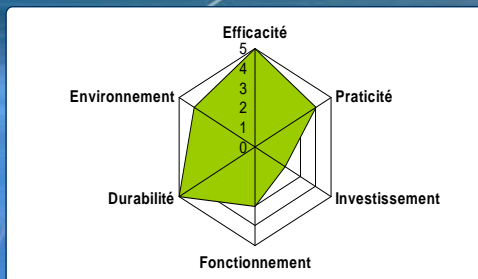 Efficacité
5
4
3
2
1
0
Environnement
Praticité
Durabilité
Investissement
Fonctionnement